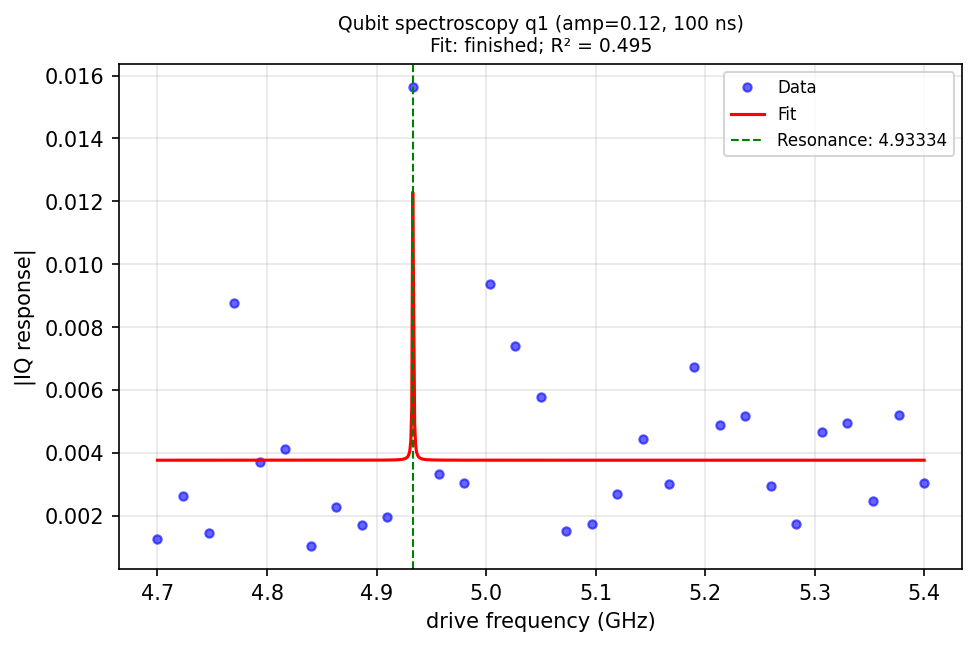 Qubit spectroscopy q1 (amp=0.12, 100 ns)
Fit: finished; R² = 0.495
0.016
0.014
0.012
0.010
0.008
0.006
0.004
0.002
|IQ response|
Data
Fit
Resonance: 4.93334
4.7 4.8 4.9 5.0 5.1 5.2 5.3 5.4
drive frequency (GHz)